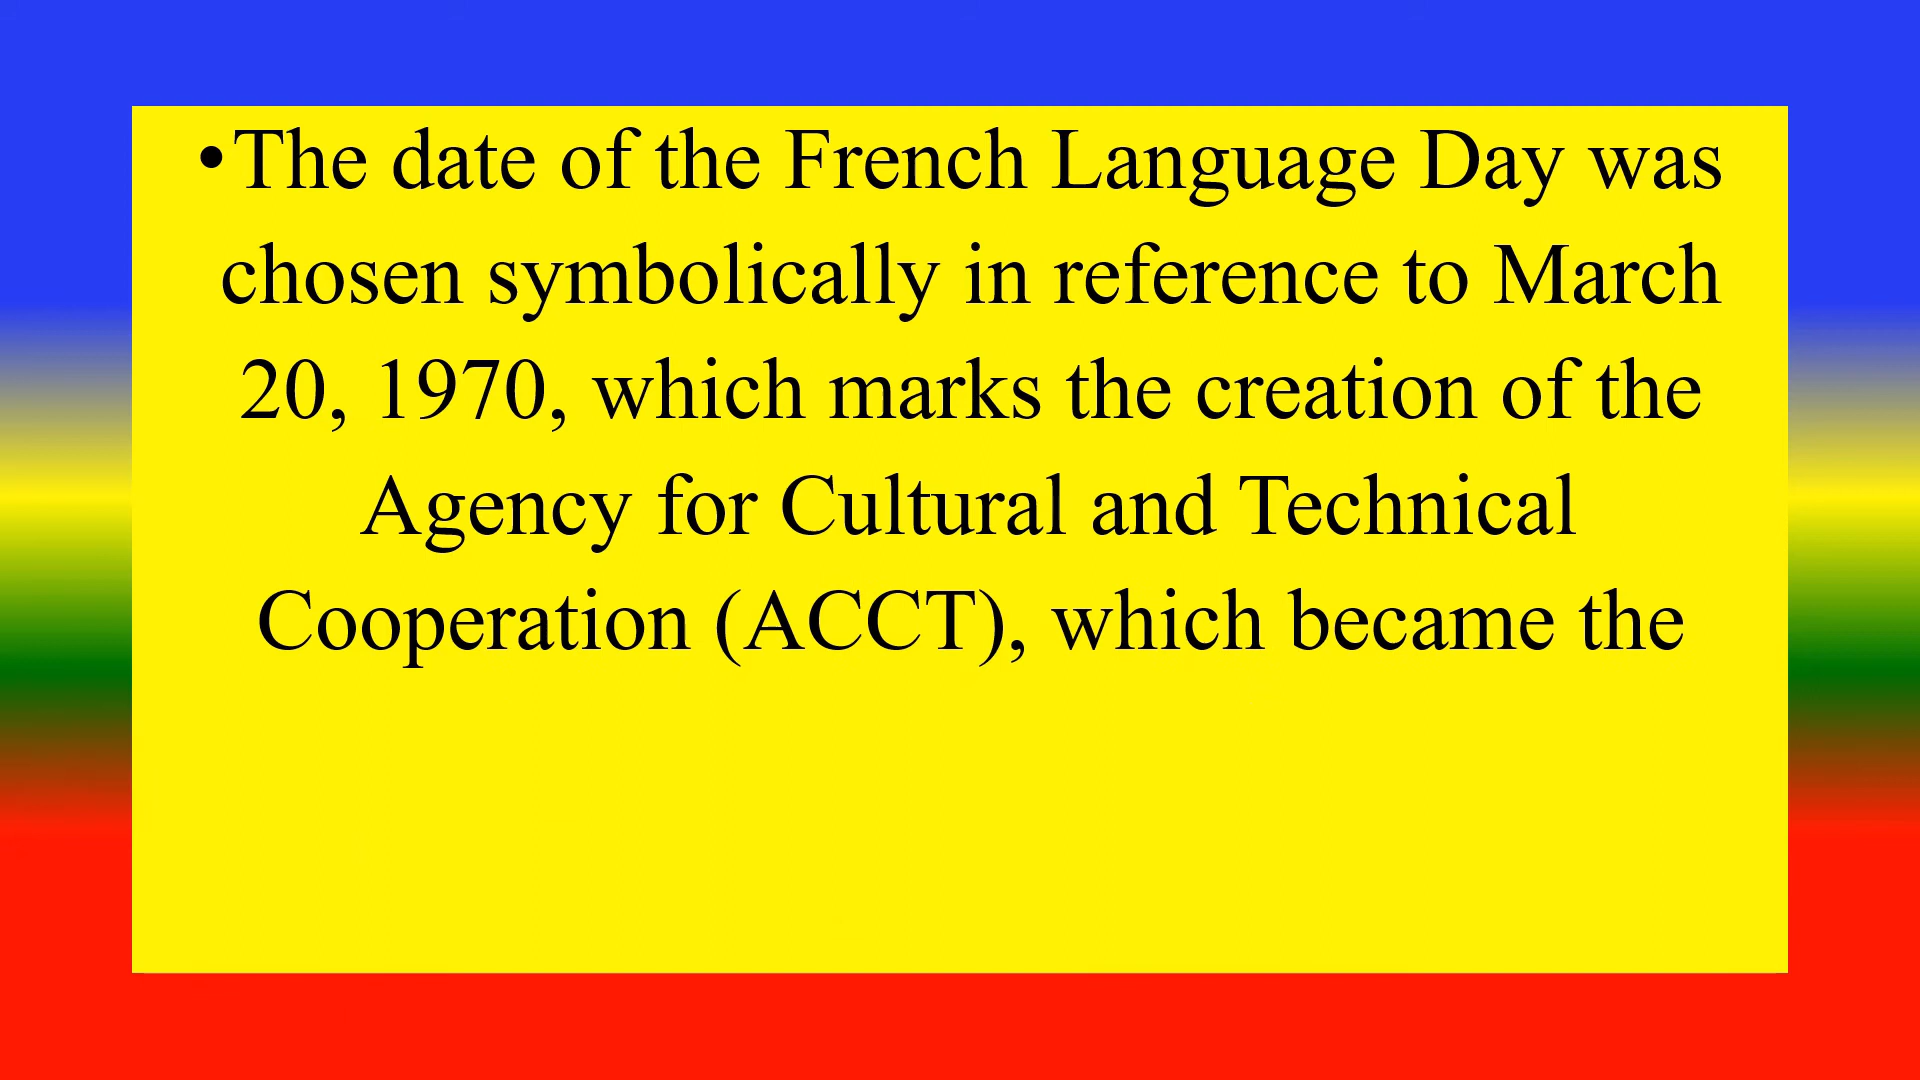 •The date of the French Language Day was
chosen symbolically in reference to March
20, 1970, which marks the creation of the
Agency for Cultural and Technical
Cooperation (ACCT), which became the